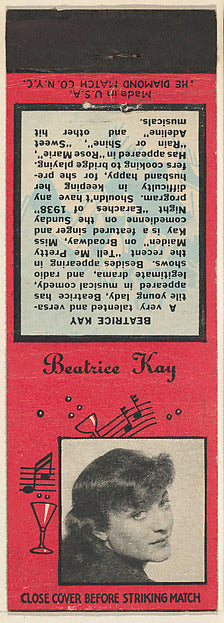 Made in U.S.A.
HE DIAMOND MATCH CO. N.Y.C.
BEATRICE KAY
A very talented and versa-
tile young lady, Beatrice has
appeared in musical comedy,
legitimate drama and radio
shows. Besides appearing in
the recent "Tell Me Pretty
Maiden" on Broadway, Miss
Kay is a featured singer and
comedienne on the Sunday
Night "Earaches of 1938"
program. Shouldn't have any
difficulty in keeping her
husband happy, for she pre-
fers cooking to bridge playing.
Has appeared in "Rose Marie",
"Rain or Shine", "Sweet
Adeline" and other hit
musicals.
Beatrice Kay
CLOSE COVER BEFORE STRIKING MATCH